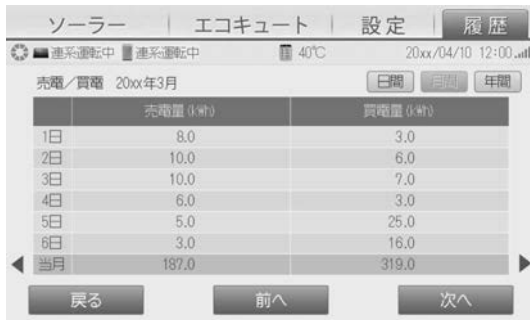 ソーラー エコキュート 設定 履歴
連系運転中 連系運転中 40℃ 20xx/04/10 12:00
売電／買電 20xx年3月 日間 月間 年間
売電量(kWh) 買電量(kWh)
1日 8.0 3.0
2日 10.0 6.0
3日 10.0 7.0
4日 6.0 3.0
5日 5.0 25.0
6日 3.0 16.0
当月 187.0 319.0
戻る 前へ 次へ